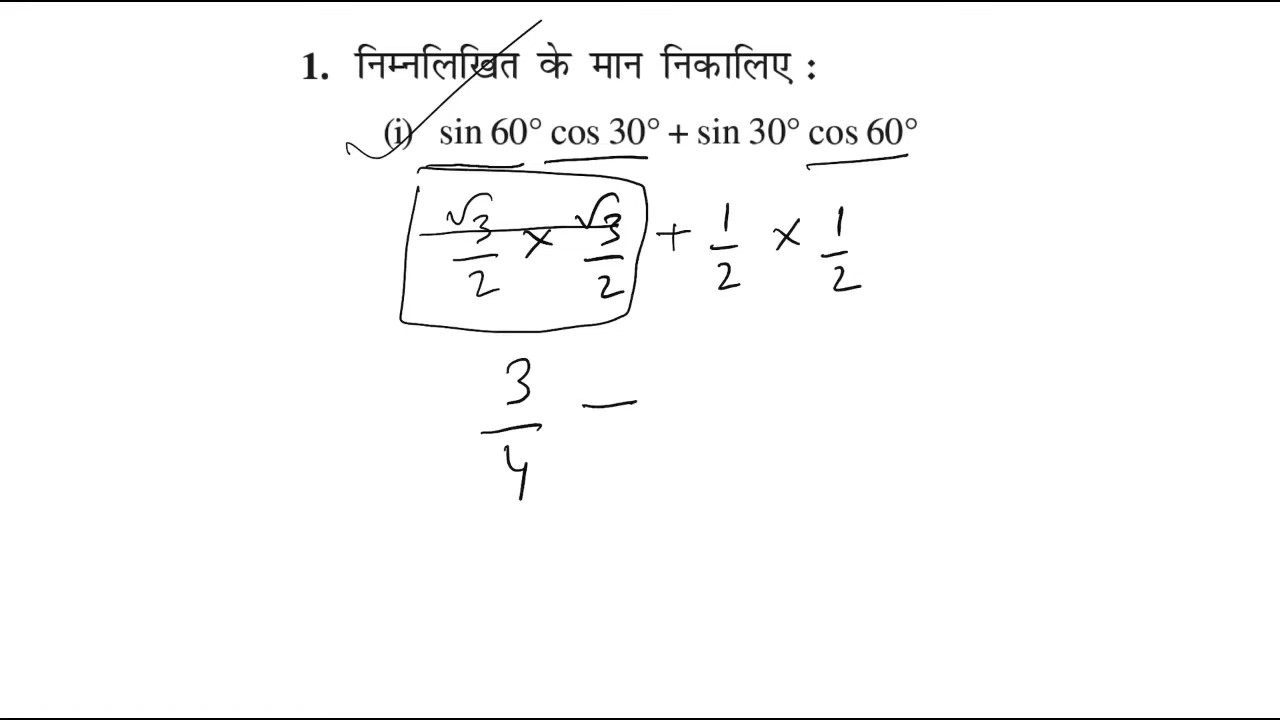 1. निम्नलिखित के मान निकालिए :
(i) sin 60° cos 30° + sin 30° cos 60°
√3/2 × √3/2 + 1/2 × 1/2
3/4 —